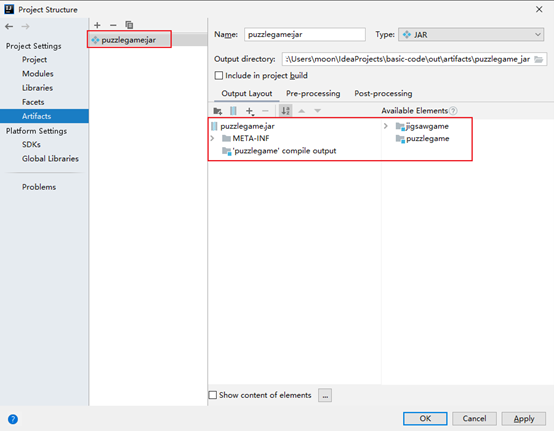 Project Structure
Project Settings
Project
Modules
Libraries
Facets
Artifacts
Platform Settings
SDKs
Global Libraries
Problems
puzzlegame:jar
Name: puzzlegame:jar Type: JAR
Output directory: :\Users\moon\IdeaProjects\basic-code\out\artifacts\puzzlegame_jar
Include in project build
Output Layout Pre-processing Post-processing
Available Elements ?
puzzlegame.jar jigsawgame
META-INF puzzlegame
'puzzlegame' compile output
Show content of elements ...
? OK Cancel Apply